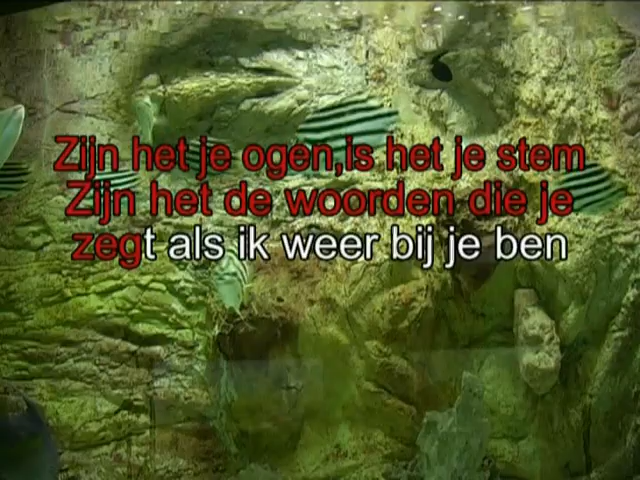 Zijn het je ogen,is het je stem
Zijn het de woorden die je
zegt als ik weer bij je ben